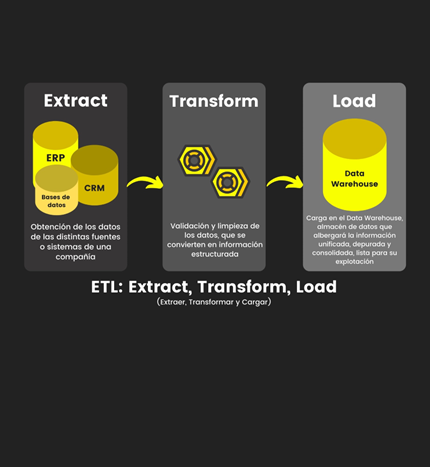 Extract
ERP
CRM
Bases de
datos
Obtención de los datos
de las distintas fuentes
o sistemas de una
compañia
Transform
Validación y limpieza de
los datos, que se
convierten en información
estructurada
Load
Data
Warehouse
Carga en el Data Warehouse,
almacén de datos que
albergará la información
unificada, depurada y
consolidada, lista para su
explotación
ETL: Extract, Transform, Load
(Extraer, Transformar y Cargar)